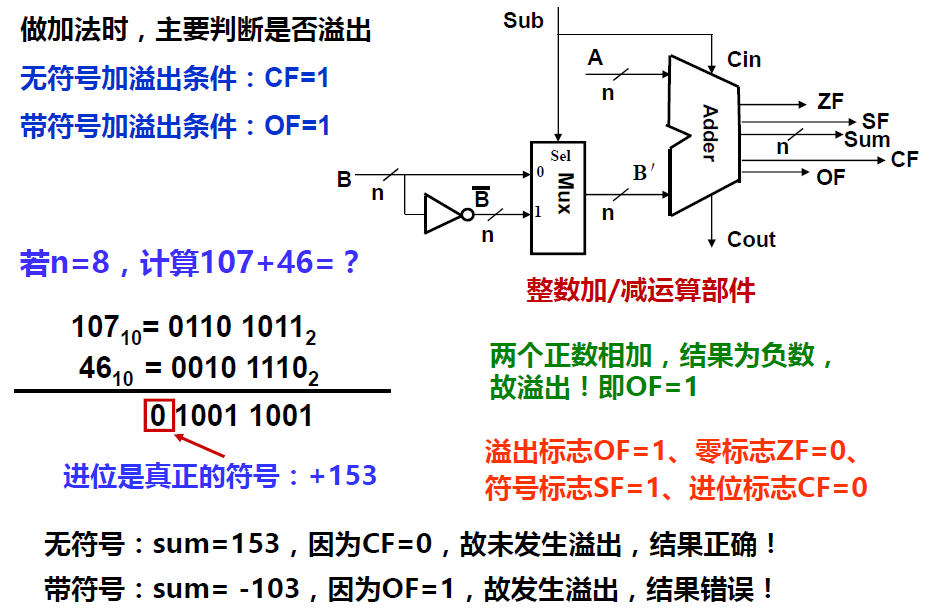 做加法时，主要判断是否溢出
无符号加溢出条件：CF=1
带符号加溢出条件：OF=1
Sub
A
n
Cin
Adder
ZF
SF
n
Sum
CF
OF
Sel
0
Mux
1
B
n
B̅
n
B′
n
Cout
整数加/减运算部件
若n=8，计算107+46=？
107₁₀= 0110 1011₂
46₁₀ = 0010 1110₂
0 1001 1001
进位是真正的符号：+153
两个正数相加，结果为负数，
故溢出！即OF=1
溢出标志OF=1、零标志ZF=0、
符号标志SF=1、进位标志CF=0
无符号：sum=153，因为CF=0，故未发生溢出，结果正确！
带符号：sum= -103，因为OF=1，故发生溢出，结果错误！